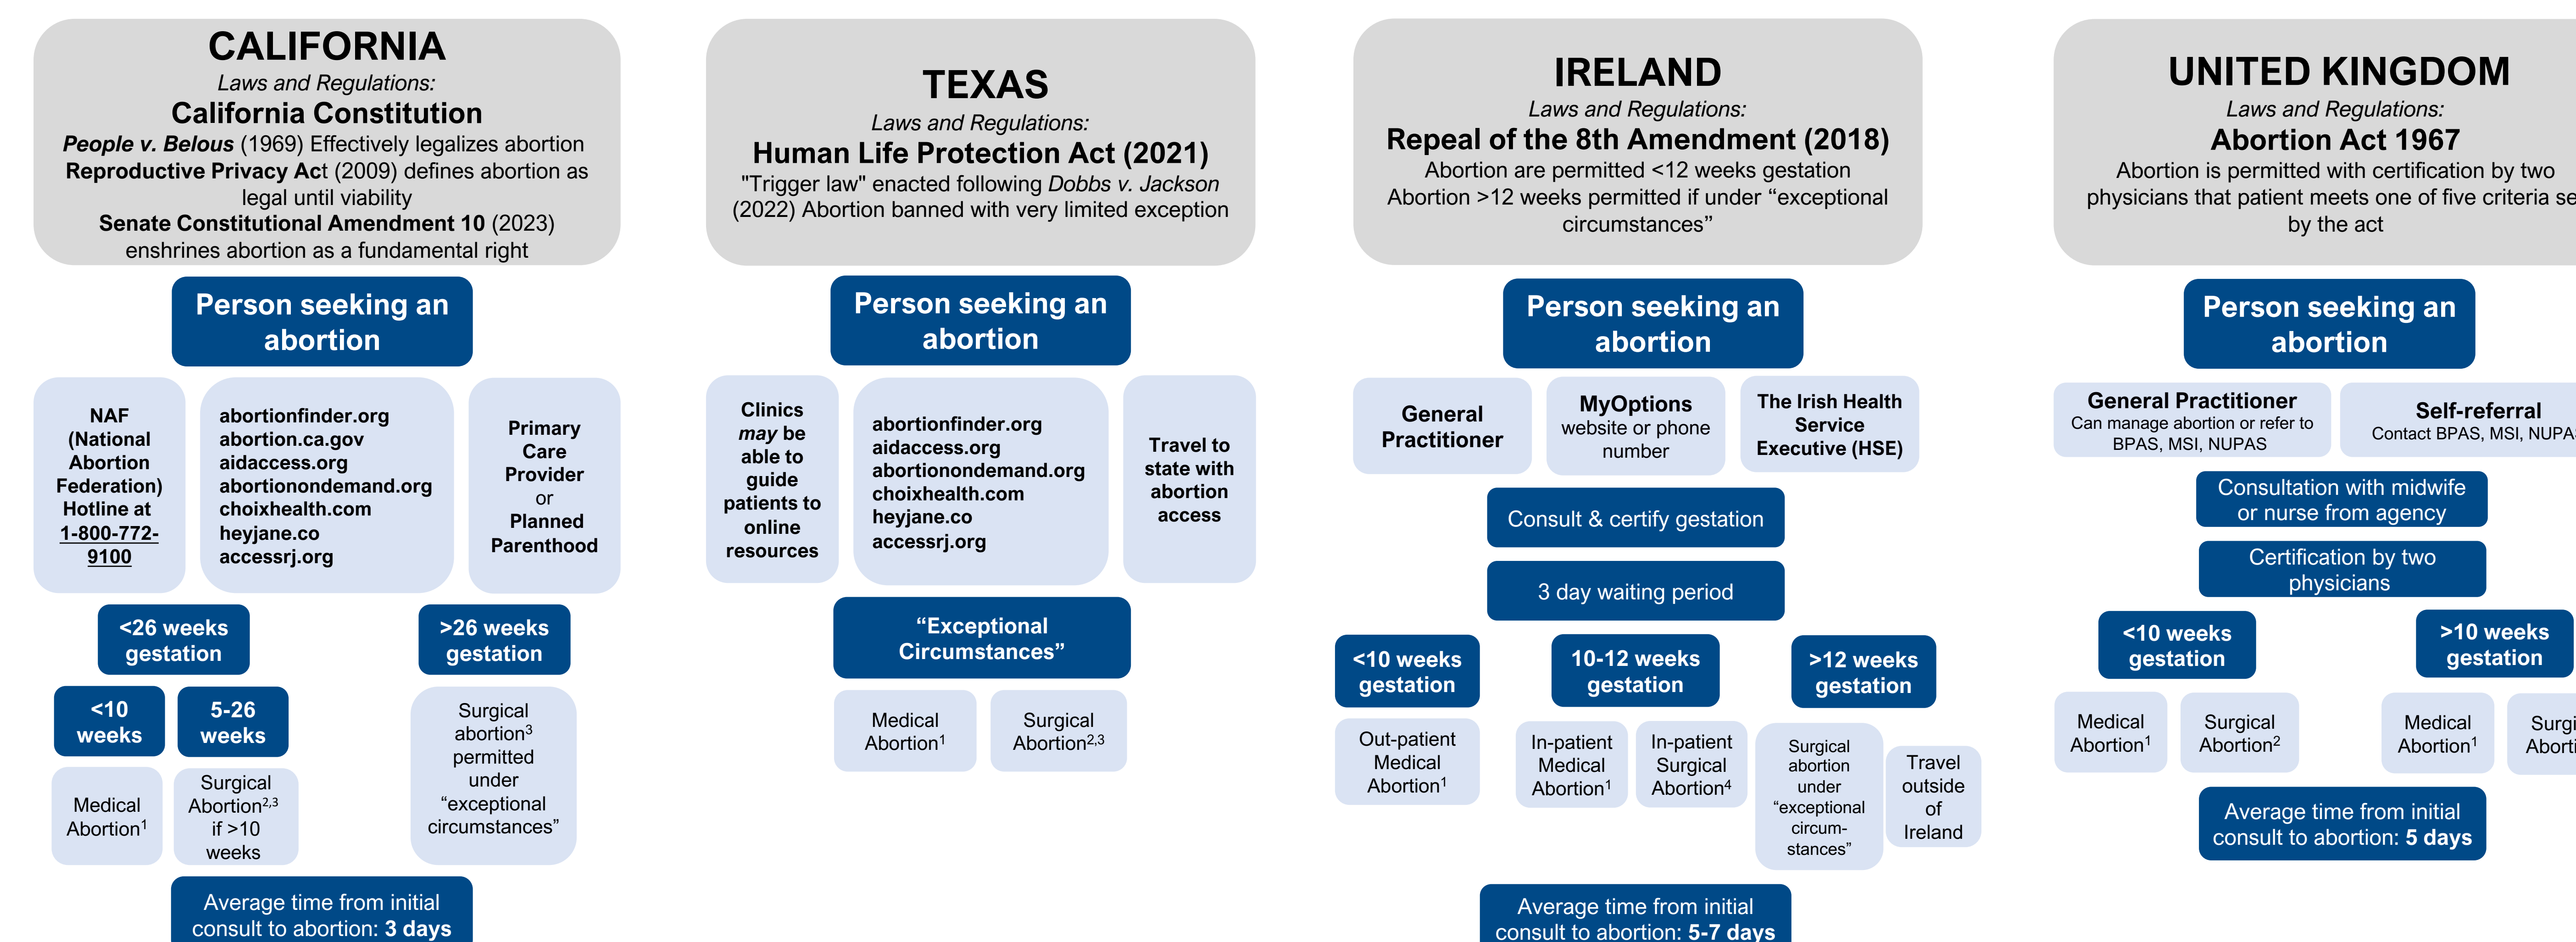 CALIFORNIA
Laws and Regulations:
California Constitution
People v. Belous (1969) Effectively legalizes abortion
Reproductive Privacy Act (2009) defines abortion as
legal until viability
Senate Constitutional Amendment 10 (2023)
enshrines abortion as a fundamental right
Person seeking an
abortion
NAF
(National
Abortion
Federation)
Hotline at
1-800-772-
9100
abortionfinder.org
abortion.ca.gov
aidaccess.org
abortionondemand.org
choixhealth.com
heyjane.co
accessrj.org
Primary
Care
Provider
or
Planned
Parenthood
<26 weeks
gestation
>26 weeks
gestation
<10
weeks
5-26
weeks
Medical
Abortion1
Surgical
Abortion2,3
if >10
weeks
Surgical
abortion3
permitted
under
“exceptional
circumstances”
Average time from initial
consult to abortion: 3 days
TEXAS
Laws and Regulations:
Human Life Protection Act (2021)
"Trigger law" enacted following Dobbs v. Jackson
(2022) Abortion banned with very limited exception
Person seeking an
abortion
Clinics
may be
able to
guide
patients to
online
resources
abortionfinder.org
aidaccess.org
abortionondemand.org
choixhealth.com
heyjane.co
accessrj.org
Travel to
state with
abortion
access
“Exceptional
Circumstances”
Medical
Abortion1
Surgical
Abortion2,3
IRELAND
Laws and Regulations:
Repeal of the 8th Amendment (2018)
Abortion are permitted <12 weeks gestation
Abortion >12 weeks permitted if under “exceptional
circumstances”
Person seeking an
abortion
General
Practitioner
MyOptions
website or phone
number
The Irish Health
Service
Executive (HSE)
Consult & certify gestation
3 day waiting period
<10 weeks
gestation
10-12 weeks
gestation
>12 weeks
gestation
Out-patient
Medical
Abortion1
In-patient
Medical
Abortion1
In-patient
Surgical
Abortion4
Surgical
abortion
under
“exceptional
circum-
stances”
Travel
outside
of
Ireland
Average time from initial
consult to abortion: 5-7 days
UNITED KINGDOM
Laws and Regulations:
Abortion Act 1967
Abortion is permitted with certification by two
physicians that patient meets one of five criteria se
by the act
Person seeking an
abortion
General Practitioner
Can manage abortion or refer to
BPAS, MSI, NUPAS
Self-referral
Contact BPAS, MSI, NUPA
Consultation with midwife
or nurse from agency
Certification by two
physicians
<10 weeks
gestation
>10 weeks
gestation
Medical
Abortion1
Surgical
Abortion2
Medical
Abortion1
Surgi
Aborti
Average time from initial
consult to abortion: 5 days